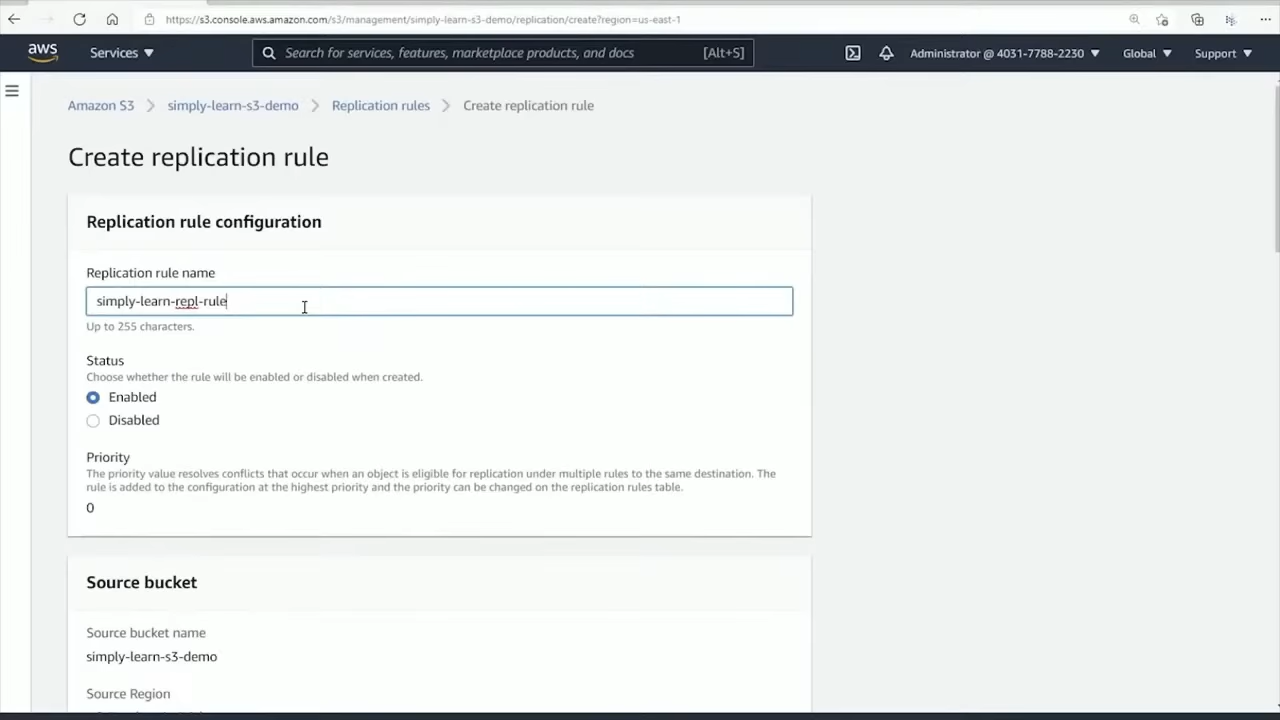 https://s3.console.aws.amazon.com/s3/management/simply-learn-s3-demo/replication/create?region=us-east-1
aws
Services
Search for services, features, marketplace products, and docs
[Alt+S]
Administrator @ 4031-7788-2230
Global
Support
Amazon S3
simply-learn-s3-demo
Replication rules
Create replication rule
Create replication rule
Replication rule configuration
Replication rule name
simply-learn-repl-rule
Up to 255 characters.
Status
Choose whether the rule will be enabled or disabled when created.
Enabled
Disabled
Priority
The priority value resolves conflicts that occur when an object is eligible for replication under multiple rules to the same destination. The
rule is added to the configuration at the highest priority and the priority can be changed on the replication rules table.
0
Source bucket
Source bucket name
simply-learn-s3-demo
Source Region